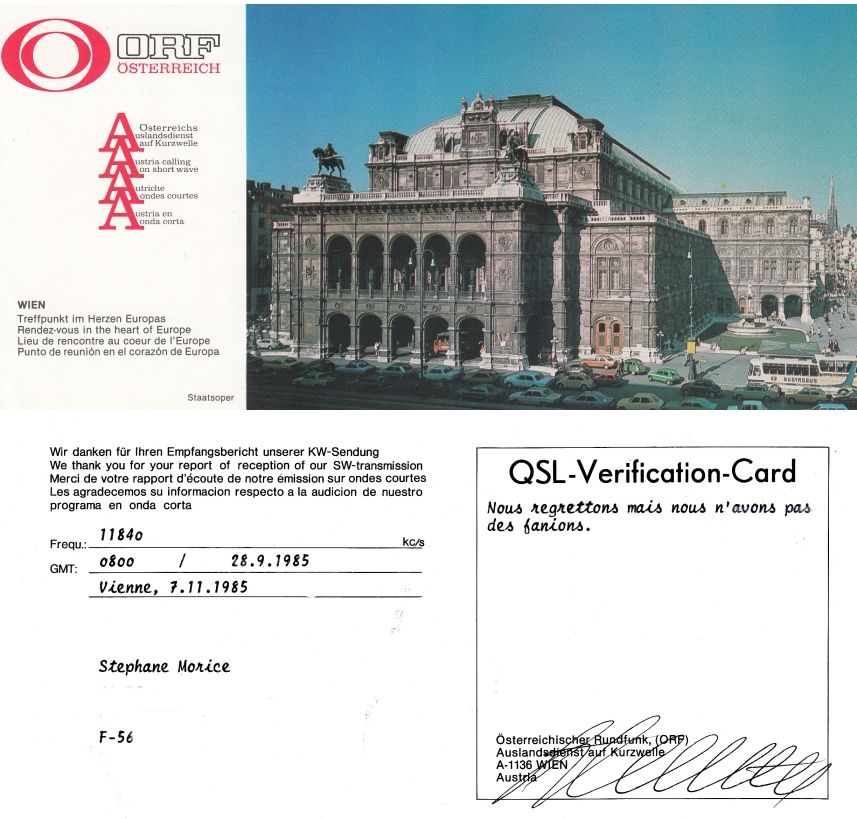 ORF
ÖSTERREICH
Österreichs
Auslandsdienst
auf Kurzwelle
Austria calling
on short wave
Autriche
ondes courtes
Austria en
onda corta
WIEN
Treffpunkt im Herzen Europas
Rendez-vous in the heart of Europe
Lieu de rencontre au coeur de l'Europe
Punto de reunión en el corazón de Europa
Staatsoper
AUSTROBUS
Wir danken für Ihren Empfangsbericht unserer KW-Sendung
We thank you for your report of reception of our SW-transmission
Merci de votre rapport d'écoute de notre émission sur ondes courtes
Les agradecemos su informacion respecto a la audicion de nuestro
programa en onda corta
Frequ.: 11840 kc/s
GMT: 0800 / 28.9.1985
Vienne, 7.11.1985
Stephane Morice
F-56
QSL-Verification-Card
Nous regrettons mais nous n'avons pas
des fanions.
Österreichischer Rundfunk, (ORF)
Auslandsdienst auf Kurzwelle
A-1136 WIEN
Austria